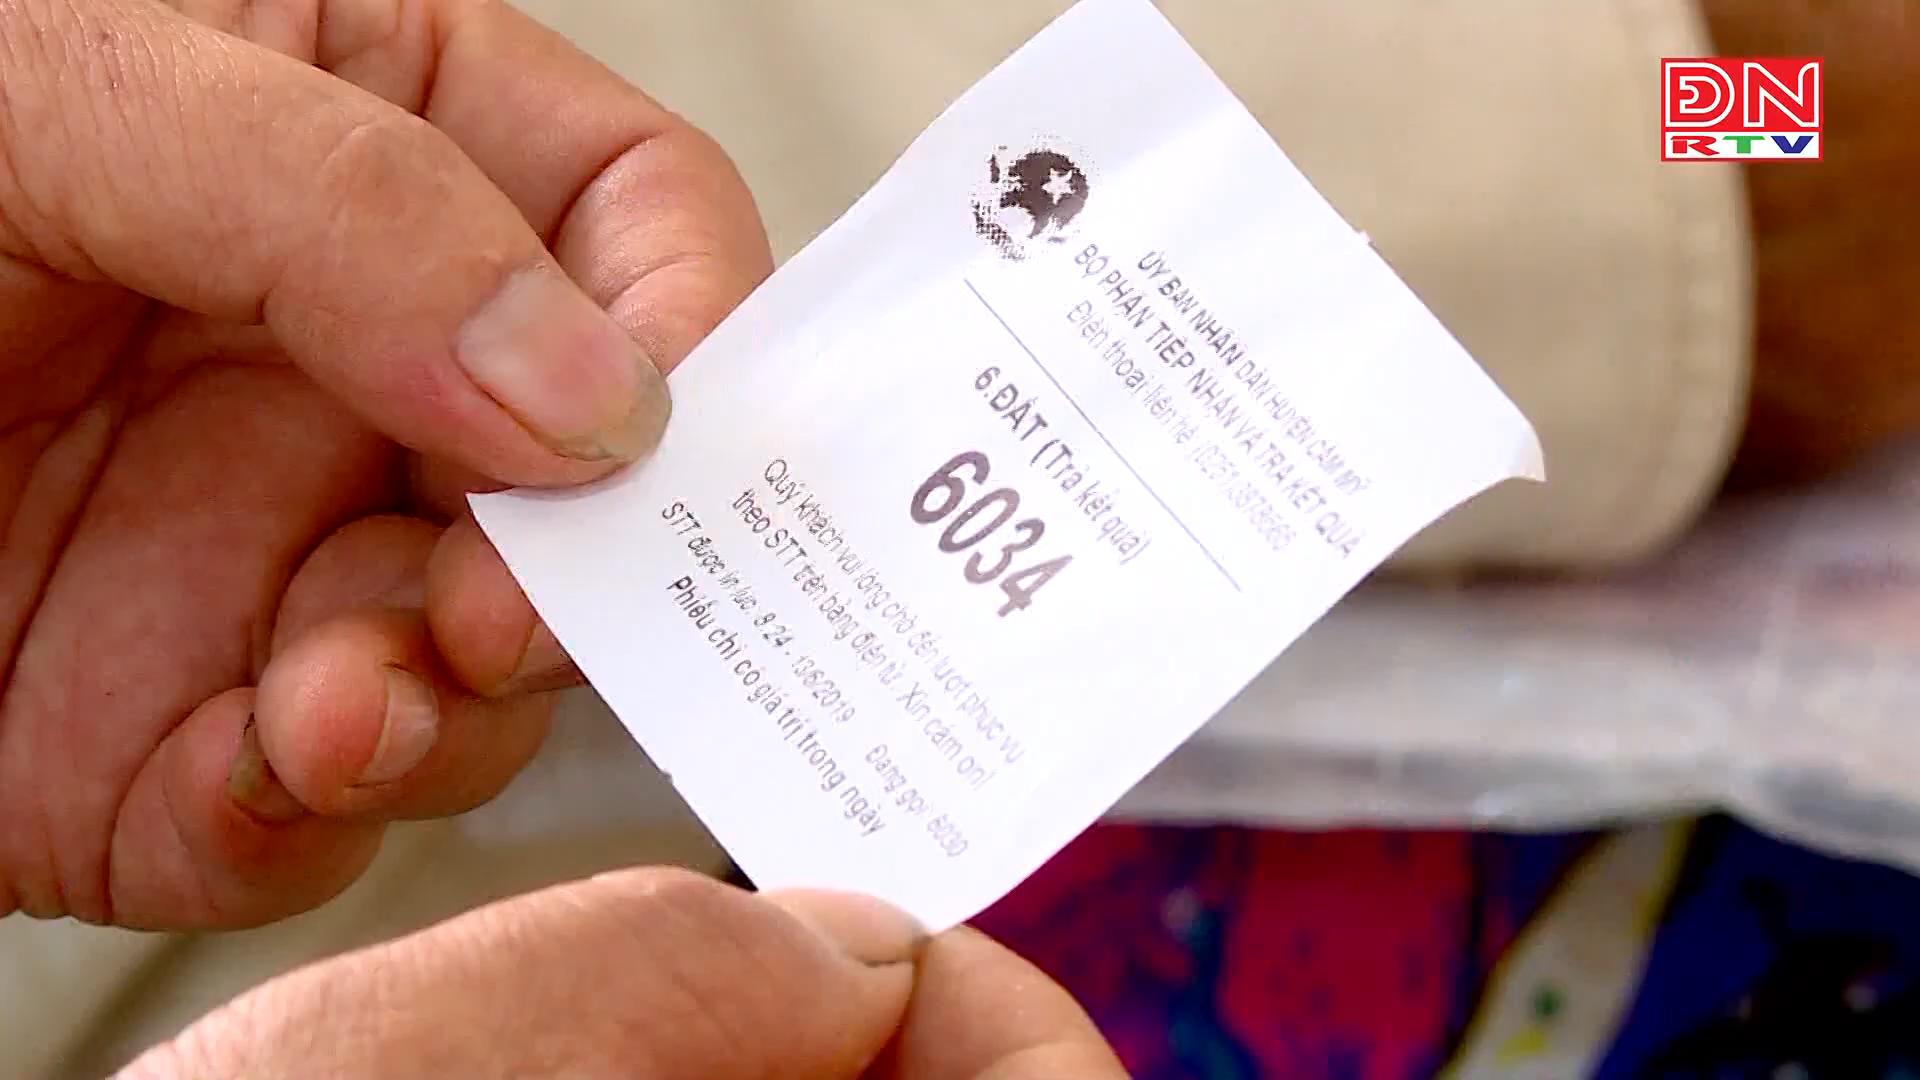 ĐN
RTV
ỦY BAN NHÂN DÂN HUYỆN CẨM MỸ
BỘ PHẬN TIẾP NHẬN VÀ TRẢ KẾT QUẢ
Điện thoại liên hệ: (0251)3878666
6.ĐẤT (Trả kết quả)
6034
Quý khách vui lòng chờ đến lượt phục vụ
theo STT trên bảng điện tử. Xin cám ơn!
STT được in lúc: 9:24 - 13/6/2019 Đang gọi 6030
Phiếu chỉ có giá trị trong ngày